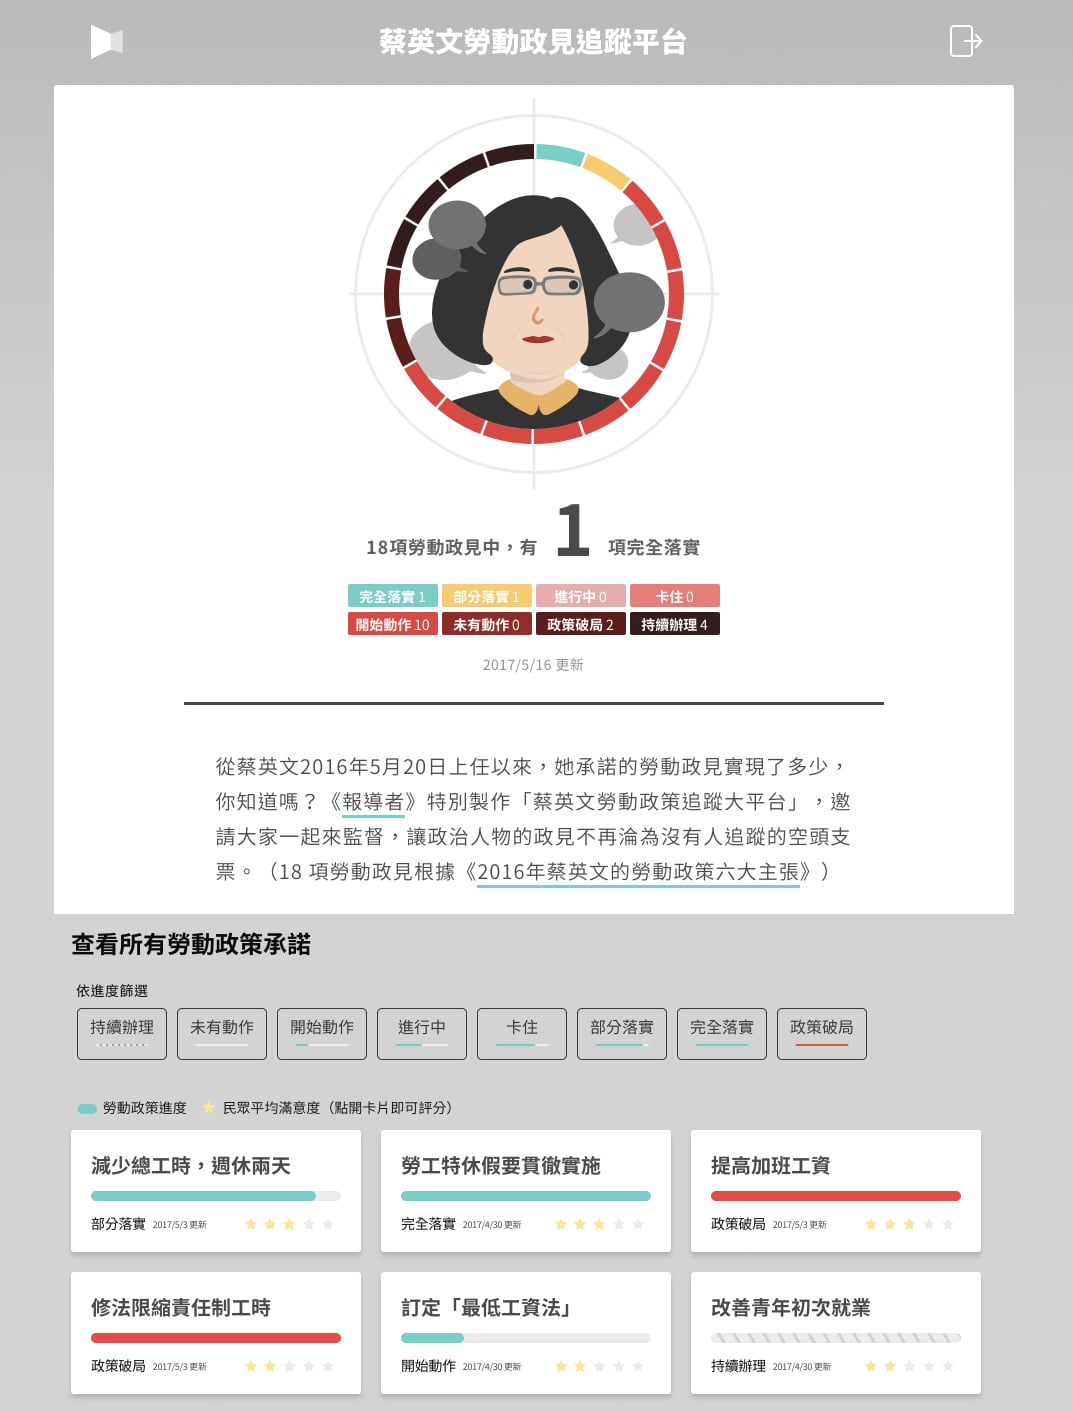 蔡英文勞動政見追蹤平台
18項勞動政見中，有 1 項完全落實
完全落實 1 部分落實 1 進行中 0 卡住 0
開始動作 10 未有動作 0 政策破局 2 持續辦理 4
2017/5/16 更新
從蔡英文2016年5月20日上任以來，她承諾的勞動政見實現了多少，
你知道嗎？《報導者》特別製作「蔡英文勞動政策追蹤大平台」，邀
請大家一起來監督，讓政治人物的政見不再淪為沒有人追蹤的空頭支
票。（18 項勞動政見根據《2016年蔡英文的勞動政策六大主張》）
查看所有勞動政策承諾
依進度篩選
持續辦理 未有動作 開始動作 進行中 卡住 部分落實 完全落實 政策破局
勞動政策進度 民眾平均滿意度（點開卡片即可評分）
減少總工時，週休兩天
部分落實 2017/5/3 更新
勞工特休假要貫徹實施
完全落實 2017/4/30 更新
提高加班工資
政策破局 2017/5/3 更新
修法限縮責任制工時
政策破局 2017/5/3 更新
訂定「最低工資法」
開始動作 2017/4/30 更新
改善青年初次就業
持續辦理 2017/4/30 更新